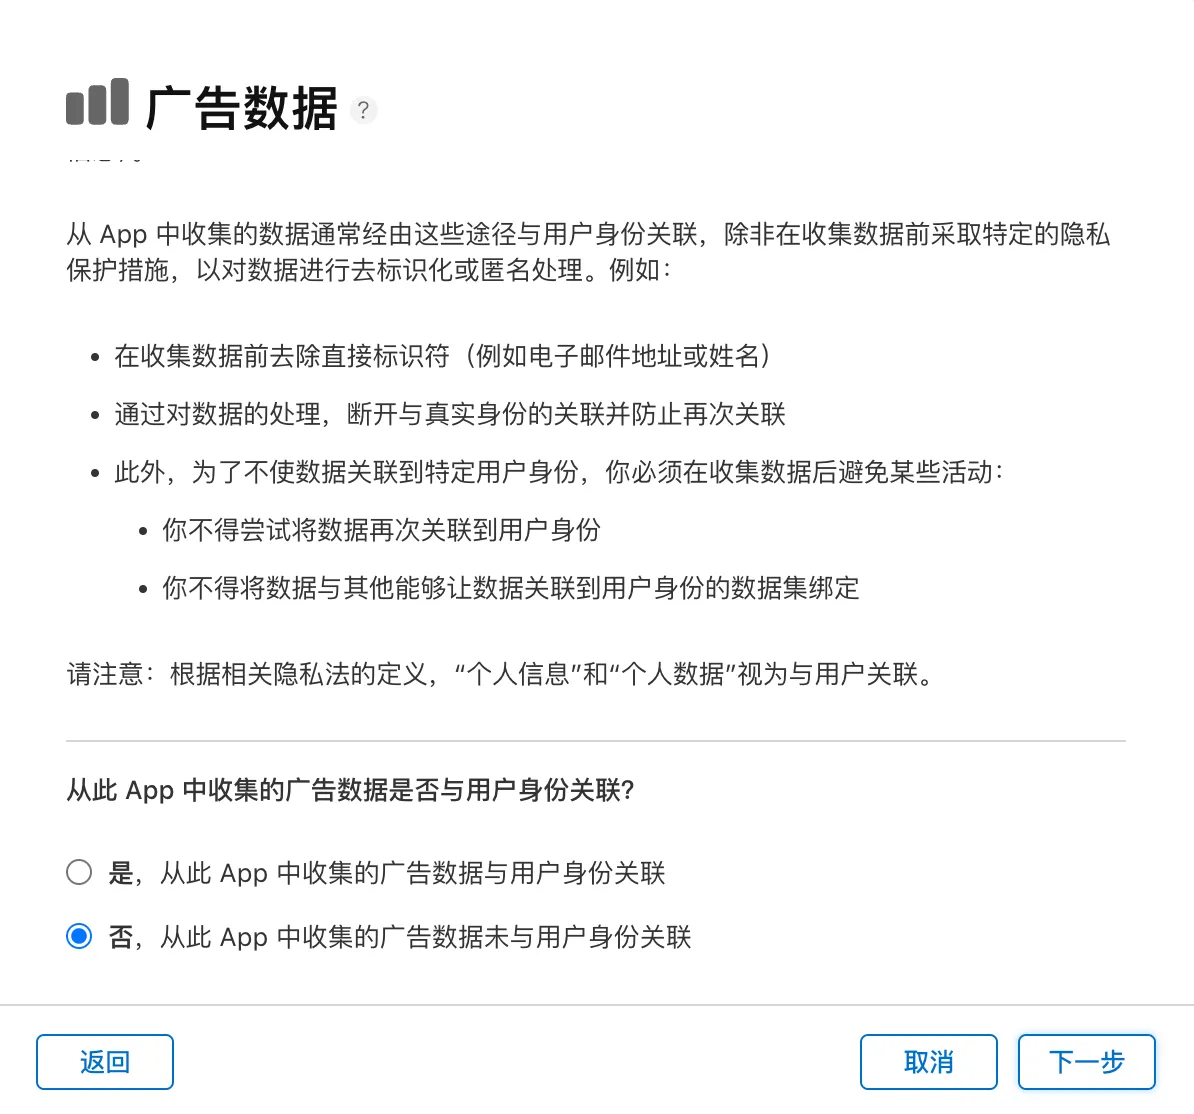 广告数据 ?
从 App 中收集的数据通常经由这些途径与用户身份关联，除非在收集数据前采取特定的隐私
保护措施，以对数据进行去标识化或匿名处理。例如：
• 在收集数据前去除直接标识符（例如电子邮件地址或姓名）
• 通过对数据的处理，断开与真实身份的关联并防止再次关联
• 此外，为了不使数据关联到特定用户身份，你必须在收集数据后避免某些活动：
• 你不得尝试将数据再次关联到用户身份
• 你不得将数据与其他能够让数据关联到用户身份的数据集绑定
请注意：根据相关隐私法的定义，“个人信息”和“个人数据”视为与用户关联。
从此 App 中收集的广告数据是否与用户身份关联？
是，从此 App 中收集的广告数据与用户身份关联
否，从此 App 中收集的广告数据未与用户身份关联
返回
取消
下一步